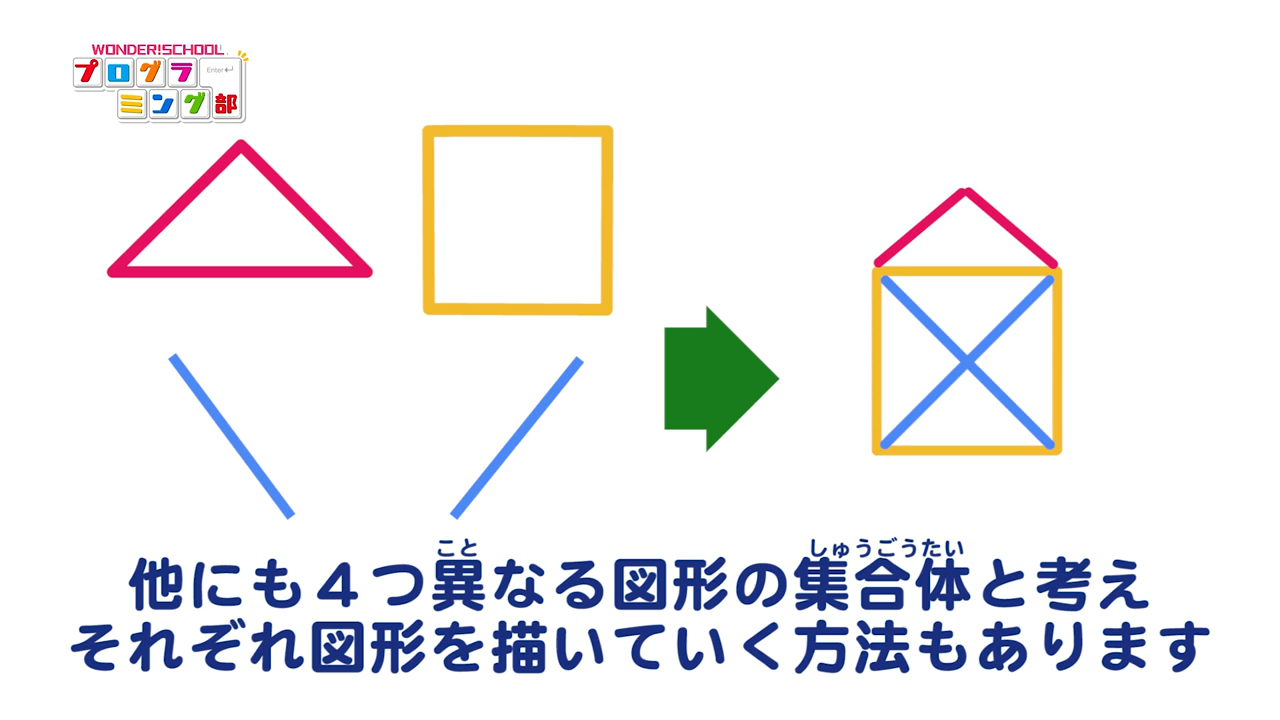 WONDER!SCHOOL
プログラ Enter
ミング部
こと しゅうごうたい
他にも４つ異なる図形の集合体と考え
それぞれ図形を描いていく方法もあります